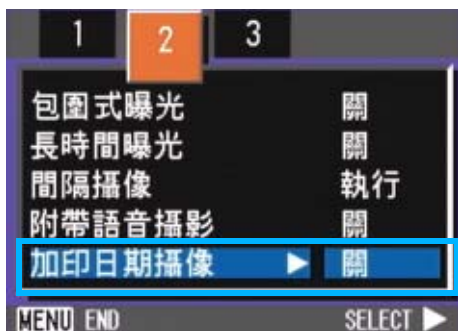 1 2 3
包圍式曝光 關
長時間曝光 關
間隔攝像 執行
附帶語音攝影 關
加印日期攝像 ▶ 關
MENU END SELECT ▶